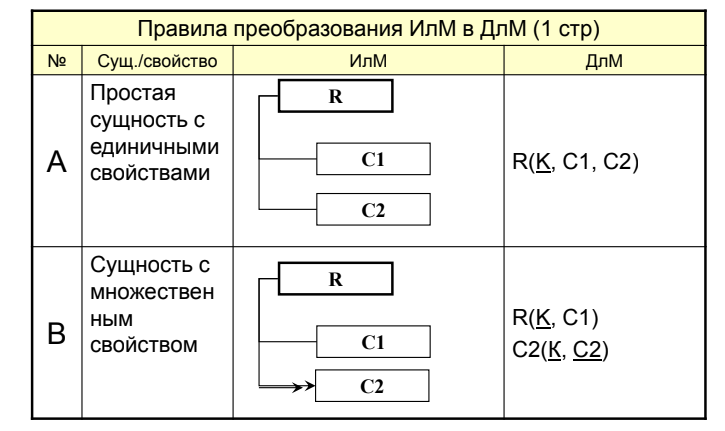 Правила преобразования ИлМ в ДлМ (1 стр)
№ Сущ./свойство ИлМ ДлМ
A
Простая
сущность с
единичными
свойствами
R
C1
C2
R(K, C1, C2)
B
Сущность с
множествен
ным
свойством
R
C1
C2
R(K, C1)
C2(K, C2)